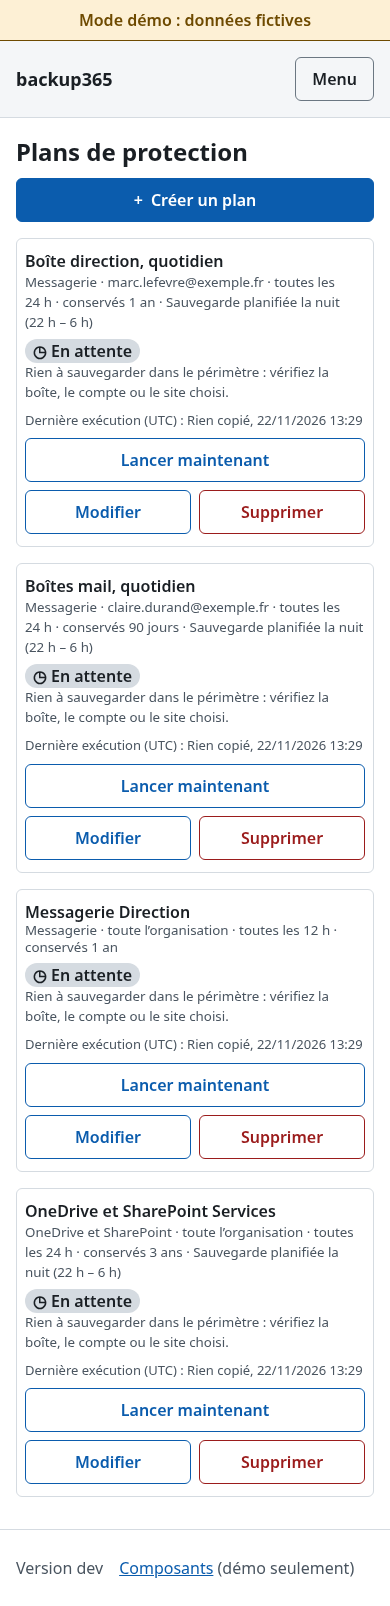 Mode démo : données fictives
backup365
Menu
Plans de protection
+ Créer un plan
Boîte direction, quotidien
Messagerie · marc.lefevre@exemple.fr · toutes les
24 h · conservés 1 an · Sauvegarde planifiée la nuit
(22 h – 6 h)
◷ En attente
Rien à sauvegarder dans le périmètre : vérifiez la
boîte, le compte ou le site choisi.
Dernière exécution (UTC) : Rien copié, 22/11/2026 13:29
Lancer maintenant
Modifier
Supprimer
Boîtes mail, quotidien
Messagerie · claire.durand@exemple.fr · toutes les
24 h · conservés 90 jours · Sauvegarde planifiée la nuit
(22 h – 6 h)
◷ En attente
Rien à sauvegarder dans le périmètre : vérifiez la
boîte, le compte ou le site choisi.
Dernière exécution (UTC) : Rien copié, 22/11/2026 13:29
Lancer maintenant
Modifier
Supprimer
Messagerie Direction
Messagerie · toute l’organisation · toutes les 12 h ·
conservés 1 an
◷ En attente
Rien à sauvegarder dans le périmètre : vérifiez la
boîte, le compte ou le site choisi.
Dernière exécution (UTC) : Rien copié, 22/11/2026 13:29
Lancer maintenant
Modifier
Supprimer
OneDrive et SharePoint Services
OneDrive et SharePoint · toute l’organisation · toutes
les 24 h · conservés 3 ans · Sauvegarde planifiée la
nuit (22 h – 6 h)
◷ En attente
Rien à sauvegarder dans le périmètre : vérifiez la
boîte, le compte ou le site choisi.
Dernière exécution (UTC) : Rien copié, 22/11/2026 13:29
Lancer maintenant
Modifier
Supprimer
Version dev Composants (démo seulement)